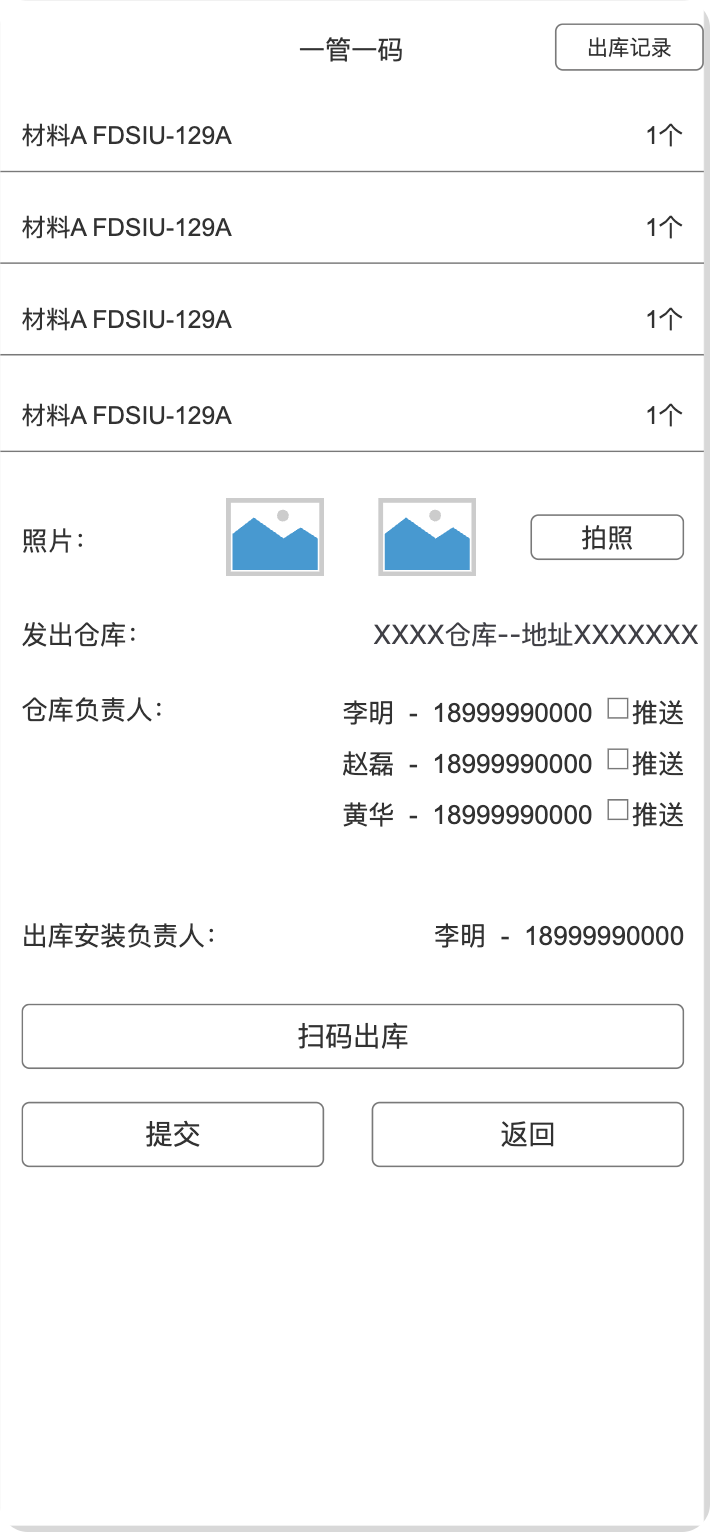 一管一码
出库记录
材料A FDSIU-129A 1个
材料A FDSIU-129A 1个
材料A FDSIU-129A 1个
材料A FDSIU-129A 1个
照片： 拍照
发出仓库： XXXX仓库--地址XXXXXXX
仓库负责人： 李明 - 18999990000 推送
赵磊 - 18999990000 推送
黄华 - 18999990000 推送
出库安装负责人： 李明 - 18999990000
扫码出库
提交 返回